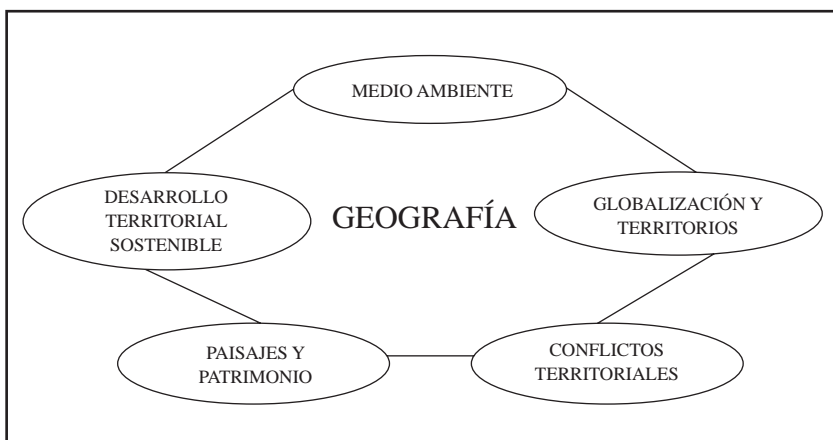 MEDIO AMBIENTE
DESARROLLO
TERRITORIAL
SOSTENIBLE
GEOGRAFÍA
GLOBALIZACIÓN Y
TERRITORIOS
PAISAJES Y
PATRIMONIO
CONFLICTOS
TERRITORIALES